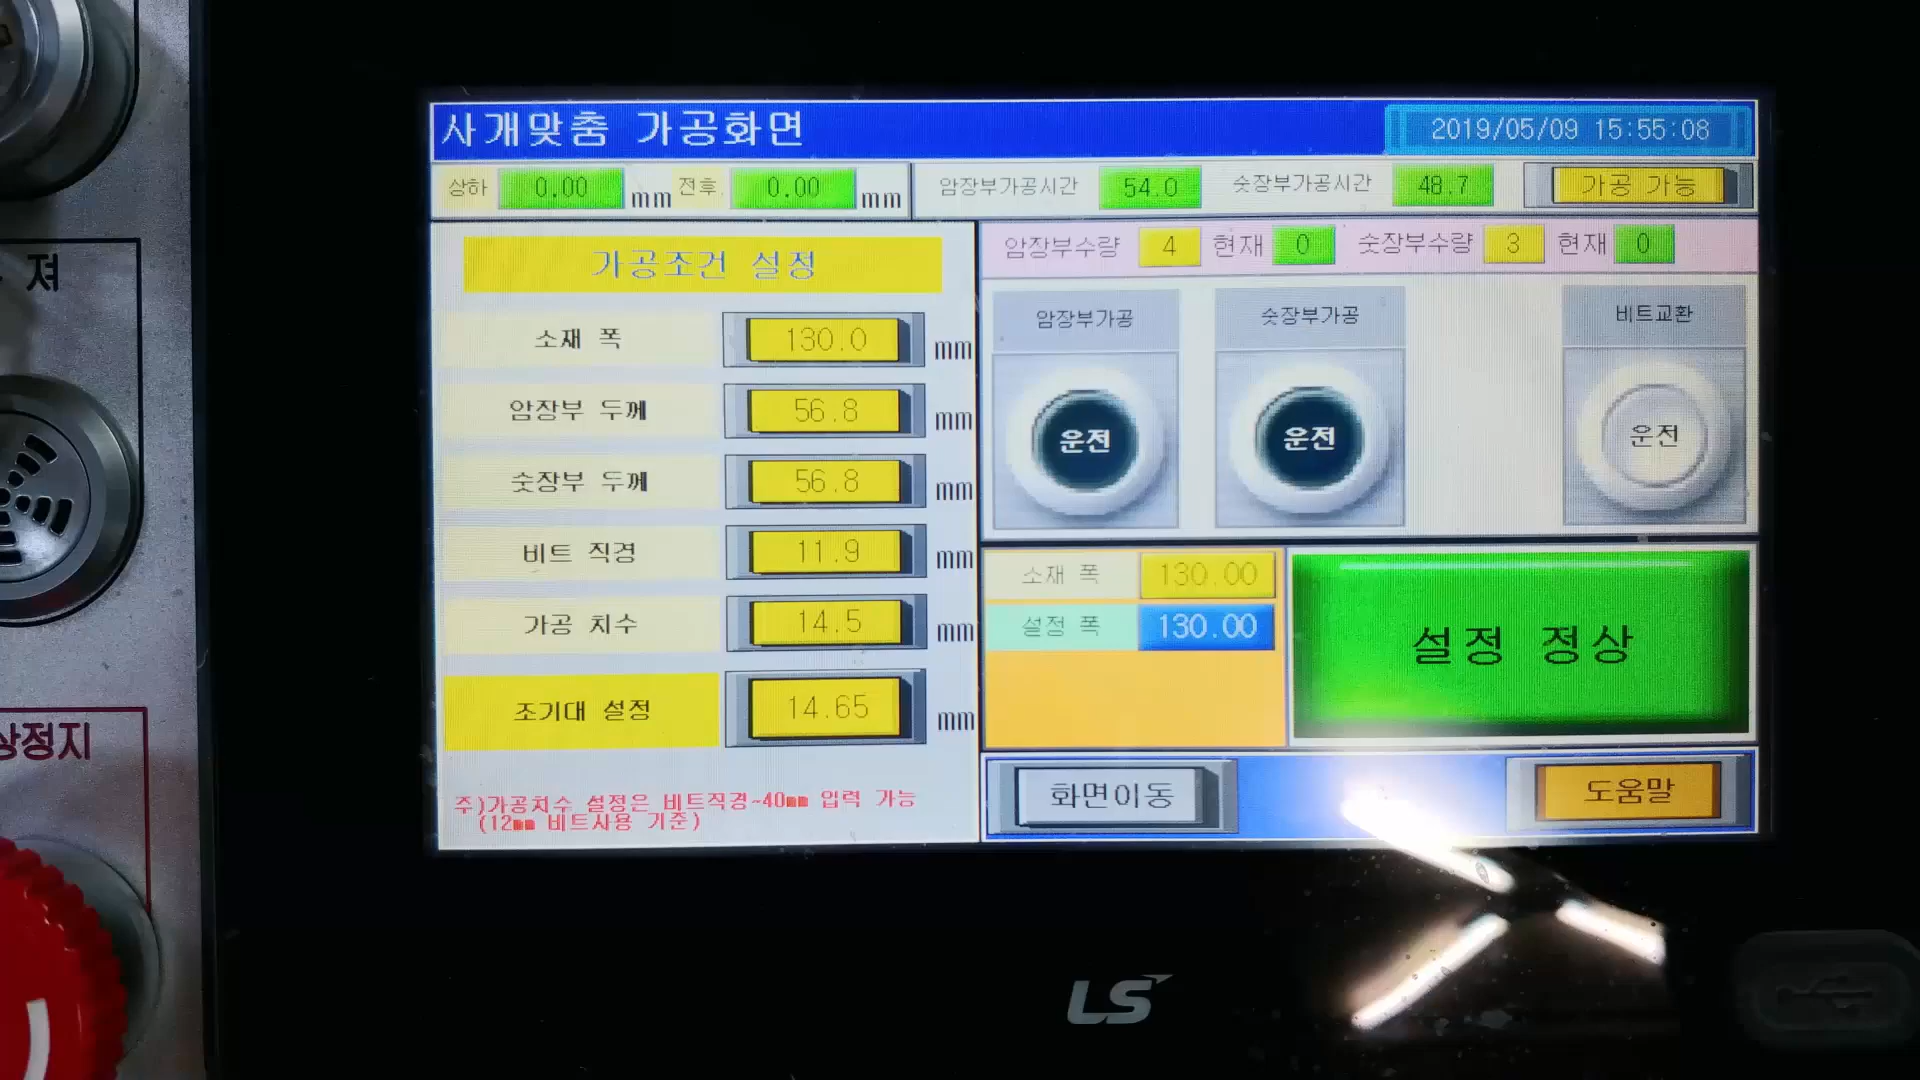 사개맞춤 가공화면
2019/05/09 15:55:08
상하 0.00 mm 전후 0.00 mm
암장부가공시간 54.0 숫장부가공시간 48.7 가공 가능
가공조건 설정
소재 폭 130.0 mm
암장부 두께 56.8 mm
숫장부 두께 56.8 mm
비트 직경 11.9 mm
가공 치수 14.5 mm
조기대 설정 14.65 mm
주)가공치수 설정은 비트직경~40mm 입력 가능
(12mm 비트사용 기준)
암장부수량 4 현재 0 숫장부수량 3 현재 0
암장부가공 숫장부가공 비트교환
운전 운전 운전
소재 폭 130.00
설정 폭 130.00
설정 정상
화면이동 도움말
LS
져
상정지